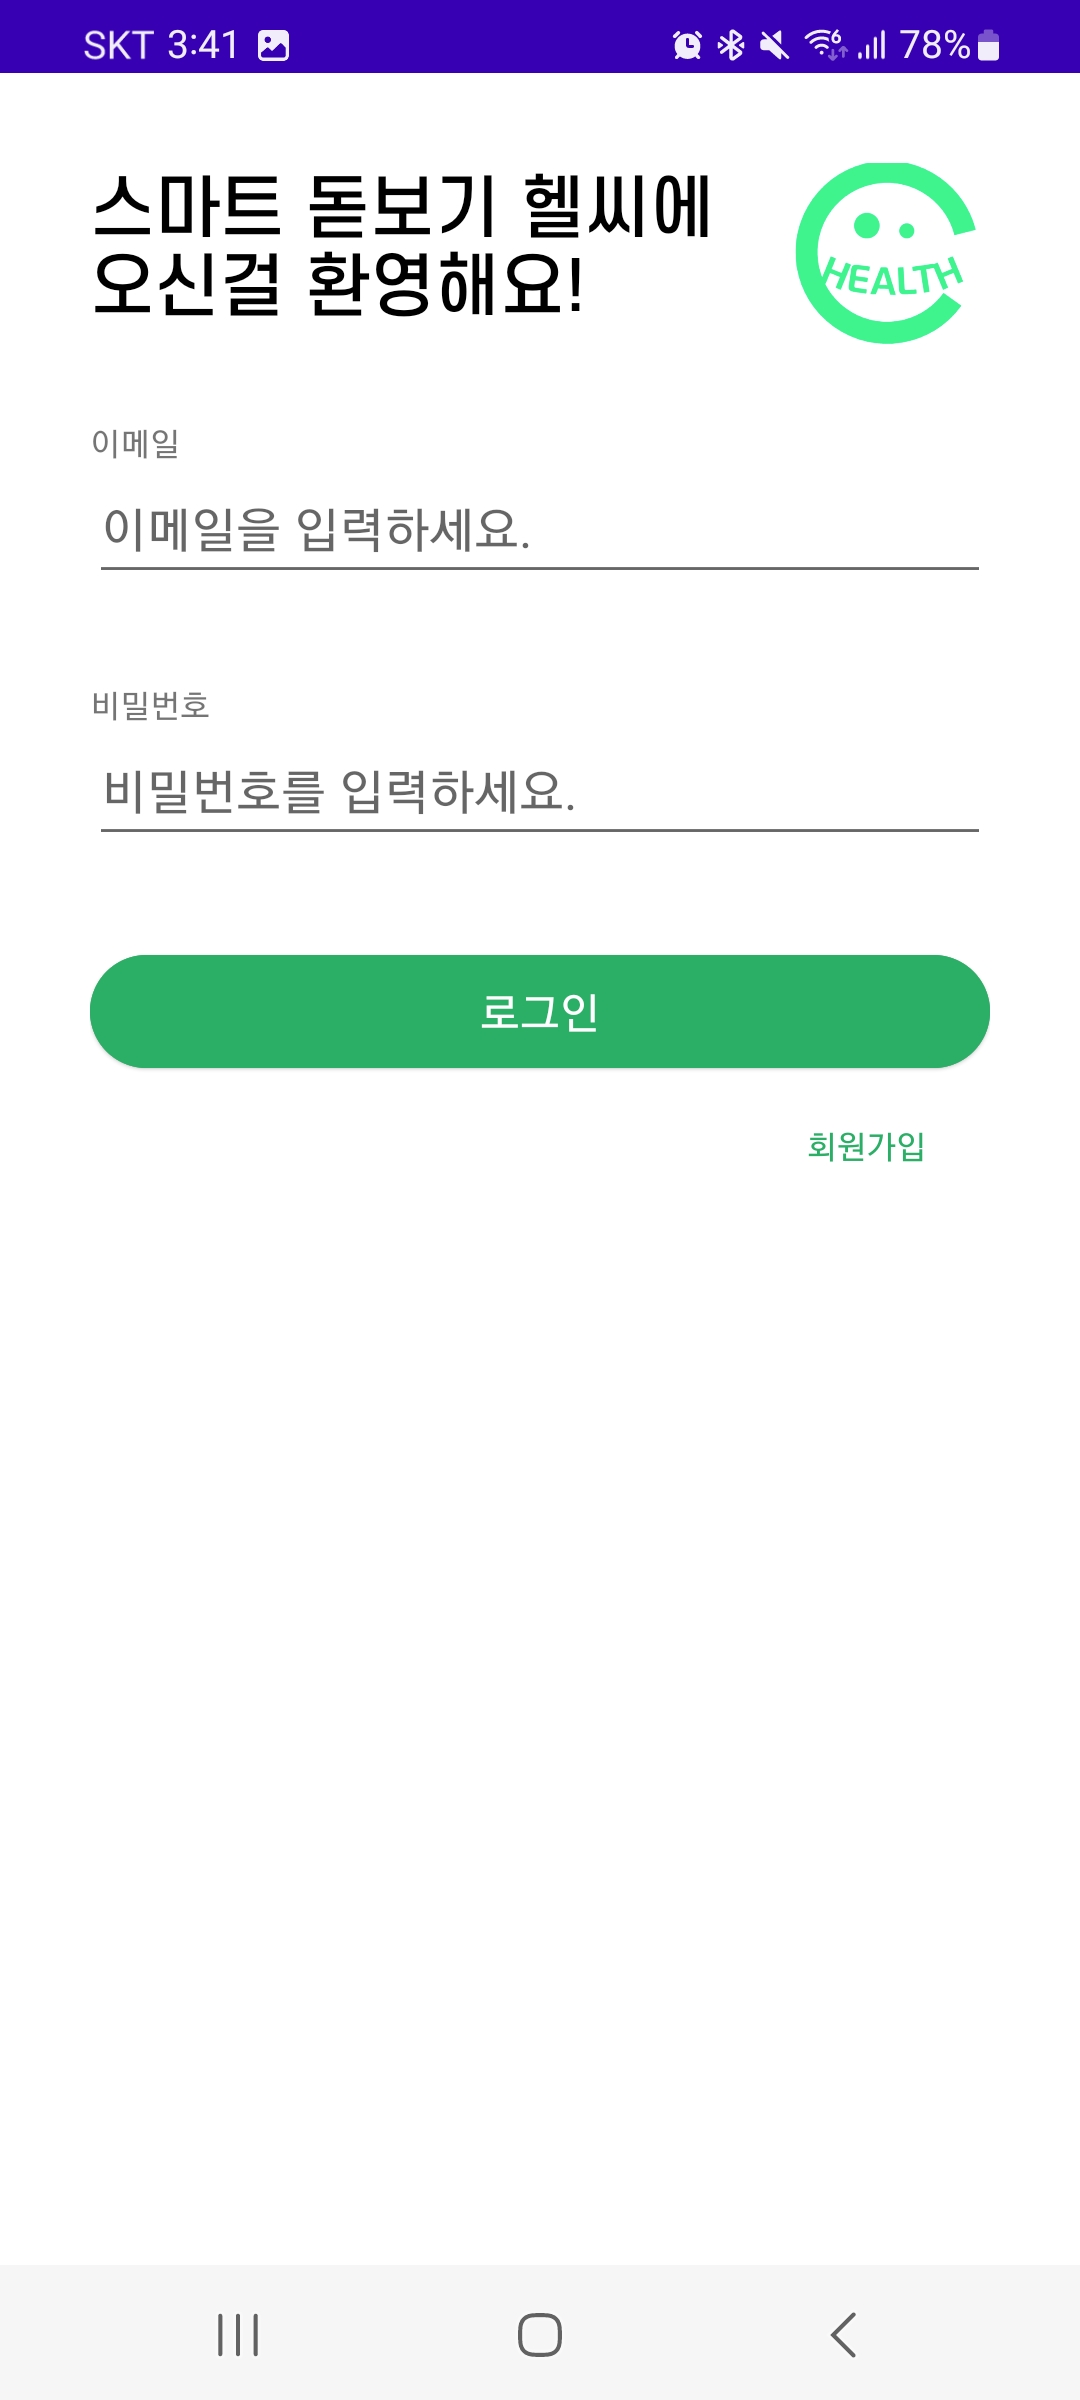 SKT 3:41 78%
스마트 돋보기 헬씨에
오신걸 환영해요!
HEALTH
이메일
이메일을 입력하세요.
비밀번호
비밀번호를 입력하세요.
로그인
회원가입